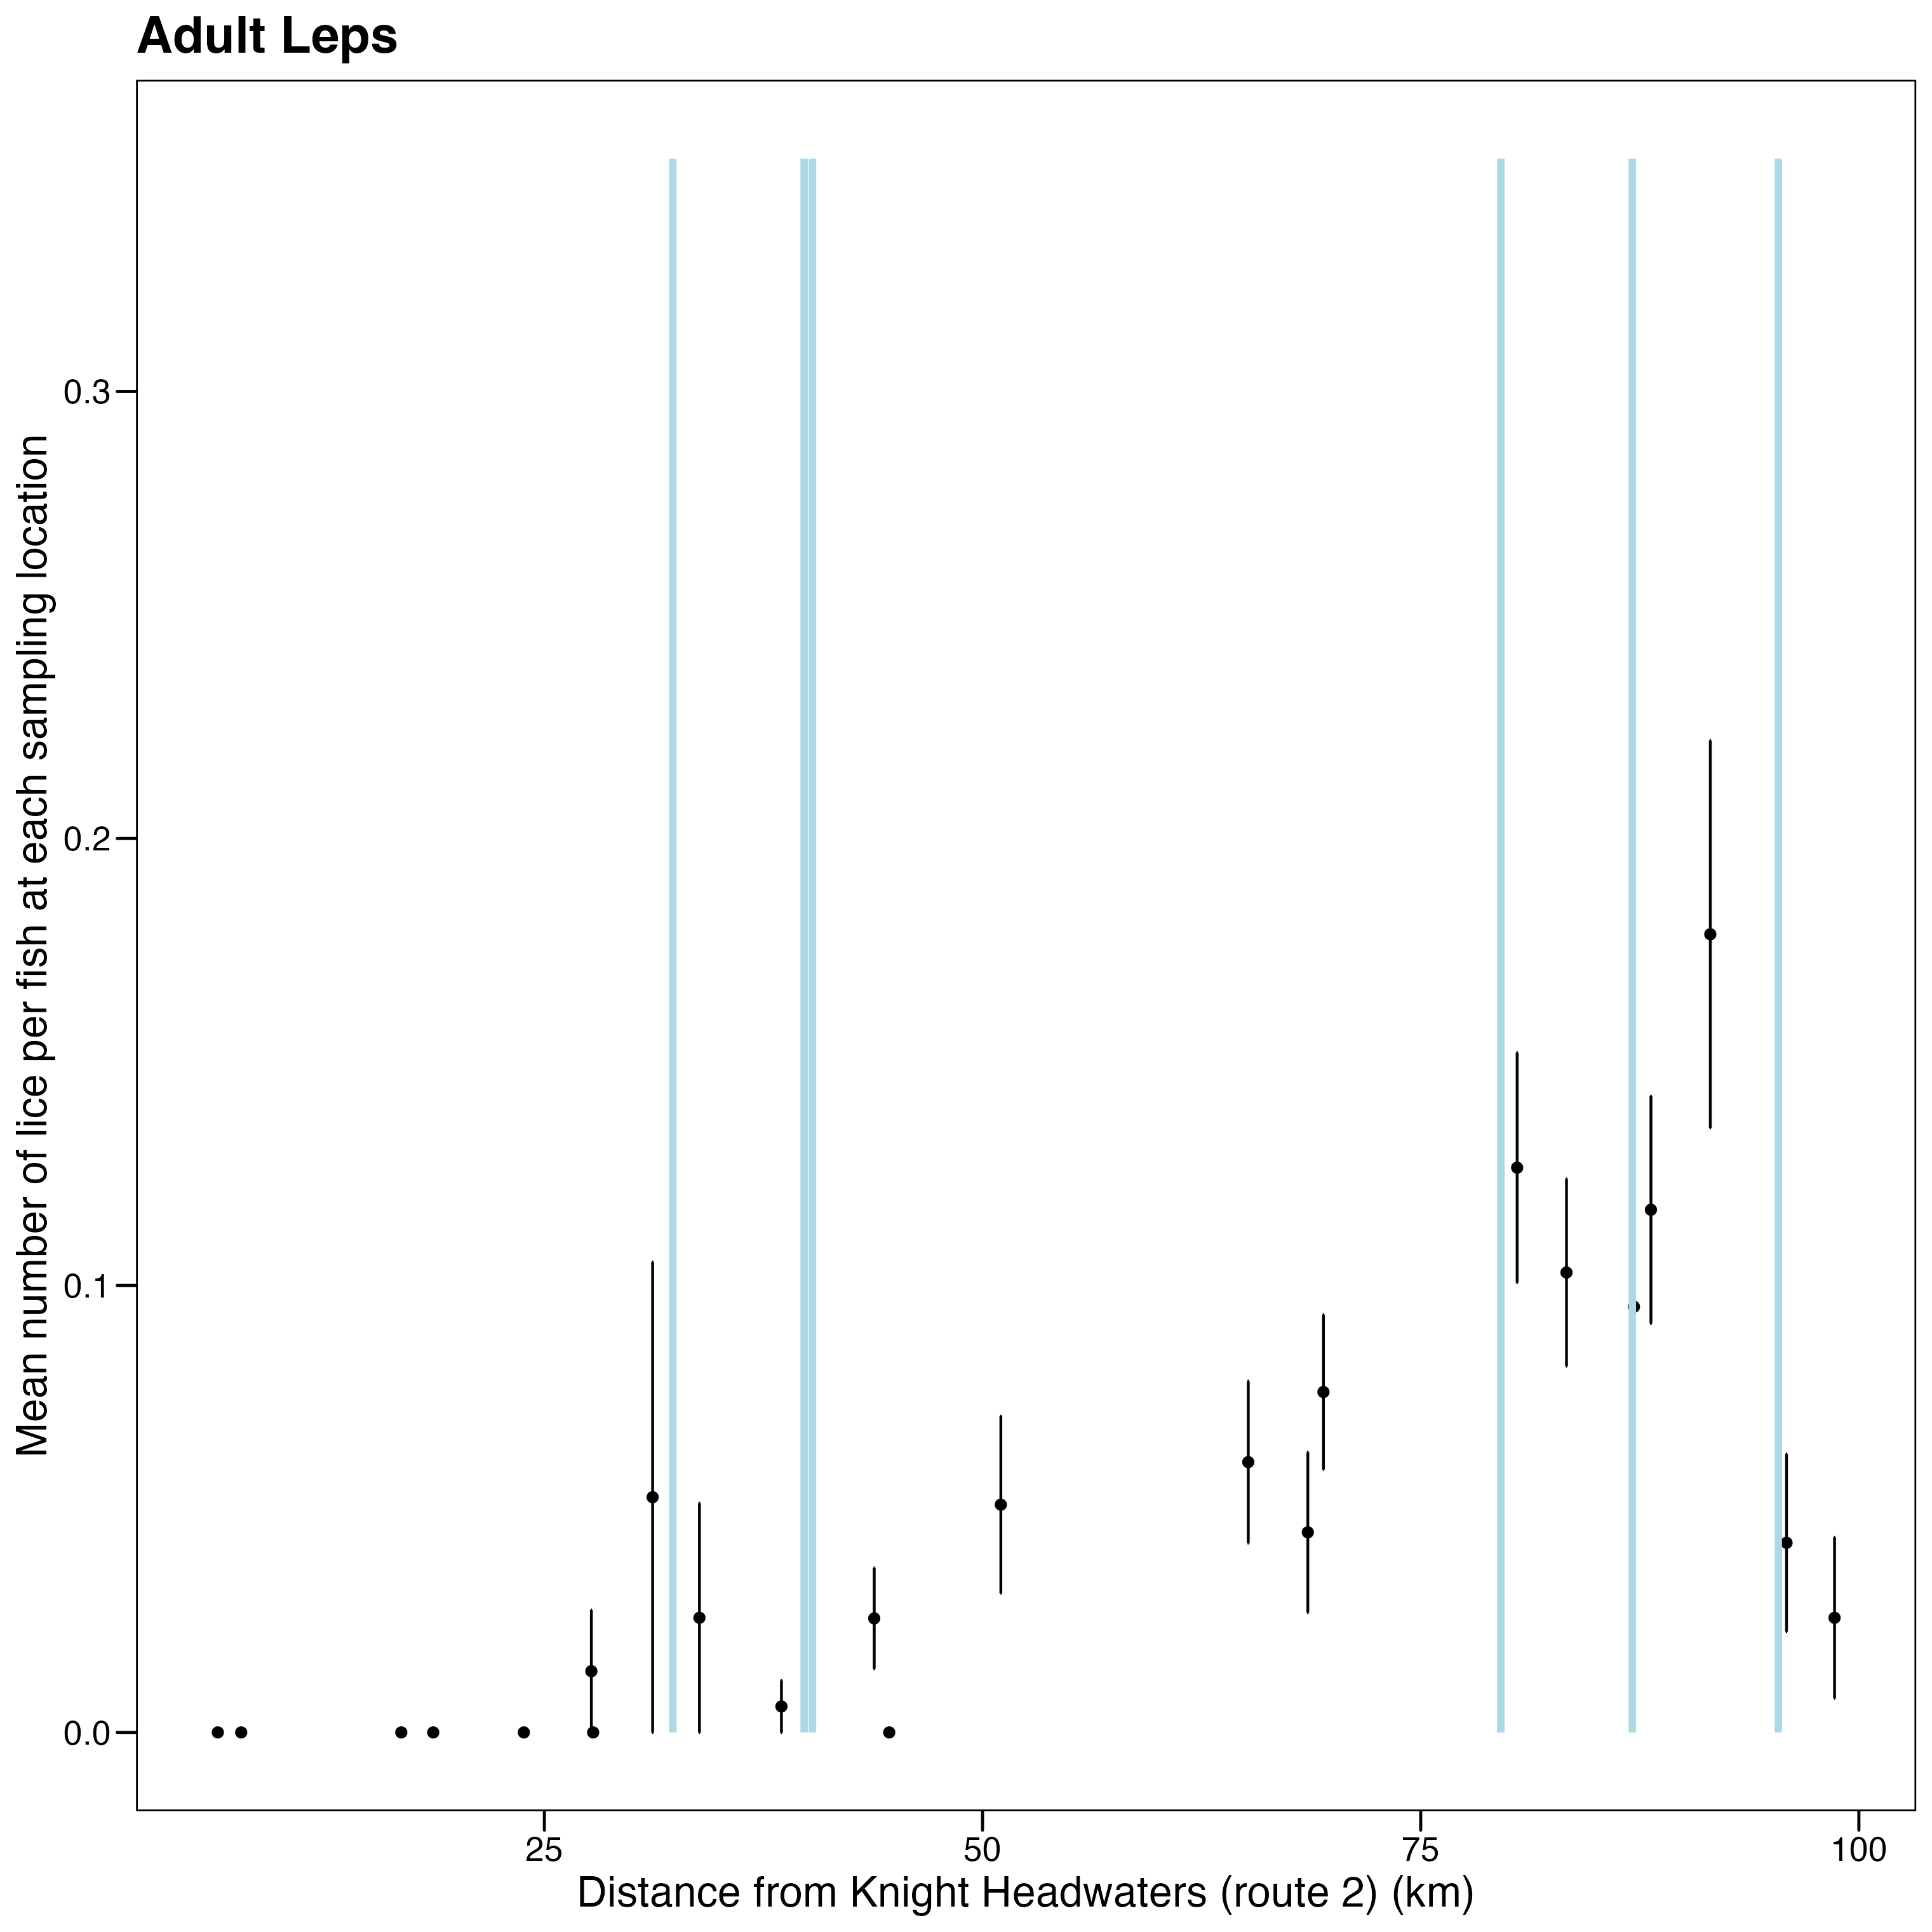 Adult Leps
Mean number of lice per fish at each sampling location
0.3
0.2
0.1
0.0
25
50
75
100
Distance from Knight Headwaters (route 2) (km)